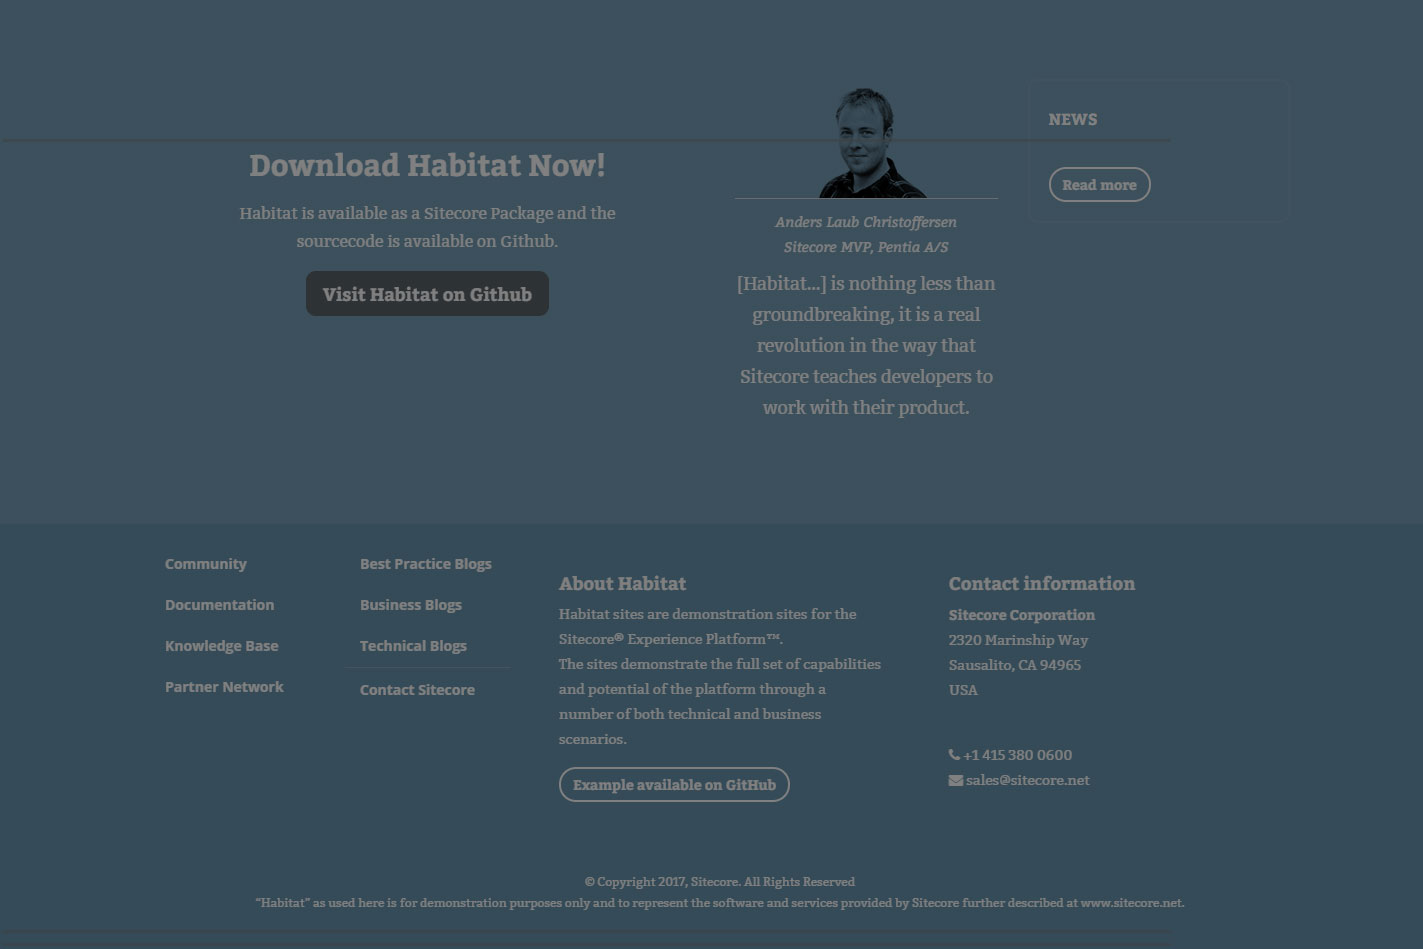 Download Habitat Now!
Habitat is available as a Sitecore Package and the
sourcecode is available on Github.
Visit Habitat on Github
Anders Laub Christoffersen
Sitecore MVP, Pentia A/S
[Habitat...] is nothing less than
groundbreaking, it is a real
revolution in the way that
Sitecore teaches developers to
work with their product.
NEWS
Read more
Community
Documentation
Knowledge Base
Partner Network
Best Practice Blogs
Business Blogs
Technical Blogs
Contact Sitecore
About Habitat
Habitat sites are demonstration sites for the
Sitecore® Experience Platform™.
The sites demonstrate the full set of capabilities
and potential of the platform through a
number of both technical and business
scenarios.
Example available on GitHub
Contact information
Sitecore Corporation
2320 Marinship Way
Sausalito, CA 94965
USA
+1 415 380 0600
sales@sitecore.net
© Copyright 2017, Sitecore. All Rights Reserved
"Habitat" as used here is for demonstration purposes only and to represent the software and services provided by Sitecore further described at www.sitecore.net.